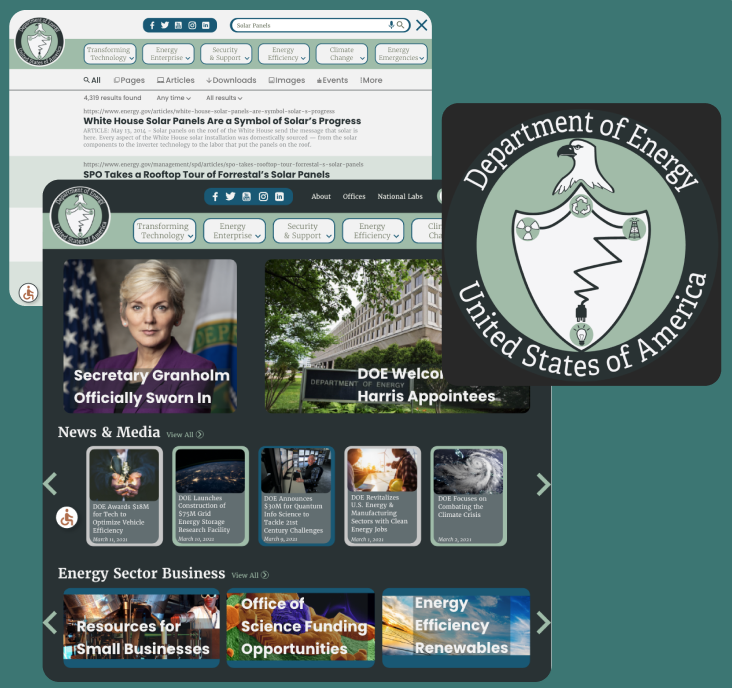 Department of Energy
United States of America
Solar Panels
Transforming
Technology
Energy
Enterprise
Security
& Support
Energy
Efficiency
Climate
Change
Energy
Emergencies
All
Pages
Articles
Downloads
Images
Events
More
4,319 results found
Any time
All results
https://www.energy.gov/articles/white-house-solar-panels-are-symbol-solar-s-progress
White House Solar Panels Are a Symbol of Solar's Progress
ARTICLE: May 15, 2014 - Solar panels on the roof of the White House send the message that solar is
here. Every aspect of the White House solar installation was domestically sourced — from the solar
components to the inverter technology to the labor that put the panels on the roof.
https://www.energy.gov/management/spd/articles/spo-takes-rooftop-tour-forrestal-s-solar-panels
SPO Takes a Rooftop Tour of Forrestal's Solar Panels
Department of Energy
United States of America
About
Offices
National Labs
Transforming
Technology
Energy
Enterprise
Security
& Support
Energy
Efficiency
Secretary Granholm
Officially Sworn In
DEPARTMENT OF ENERGY
DOE Welco
Harris Appointees
News & Media
View All
DOE Awards $18M
for Tech to
Optimize Vehicle
Efficiency
March 11, 2021
DOE Launches
Construction of
$75M Grid
Energy Storage
Research Facility
March 10, 2021
DOE Announces
$30M for Quantum
Info Science to
Tackle 21st
Century Challenges
March 9, 2021
DOE Revitalizes
U.S. Energy &
Manufacturing
Sectors with Clean
Energy Jobs
March 1, 2021
DOE Focues on
Combating the
Climate Crisis
March 2, 2021
Energy Sector Business
View All
Resources for
Small Businesses
Office of
Science Funding
Opportunities
Energy
Efficiency
Renewables
Department of Energy
United States of America